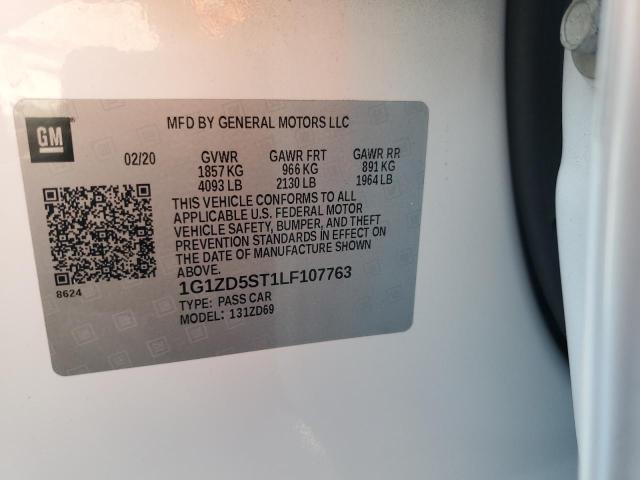 GM
MFD BY GENERAL MOTORS LLC
02/20 GVWR GAWR FRT GAWR RR
1857 KG 966 KG 891 KG
4093 LB 2130 LB 1964 LB
THIS VEHICLE CONFORMS TO ALL
APPLICABLE U.S. FEDERAL MOTOR
VEHICLE SAFETY, BUMPER, AND THEFT
PREVENTION STANDARDS IN EFFECT ON
THE DATE OF MANUFACTURE SHOWN
ABOVE.
8624
1G1ZD5ST1LF107763
TYPE: PASS CAR
MODEL: 131ZD69